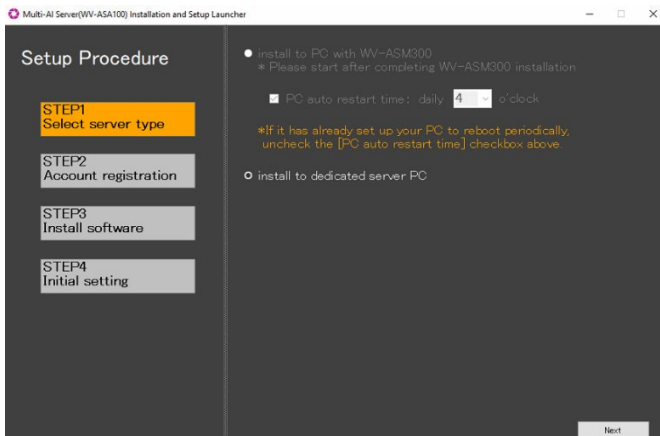 Multi-AI Server(WV-ASA100) Installation and Setup Launcher
Setup Procedure
STEP1
Select server type
STEP2
Account registration
STEP3
Install software
STEP4
Initial setting
install to PC with WV-ASM300
* Please start after completing WV-ASM300 installation
PC auto restart time: daily 4 o'clock
*If it has already set up your PC to reboot periodically,
uncheck the [PC auto restart time] checkbox above.
install to dedicated server PC
Next